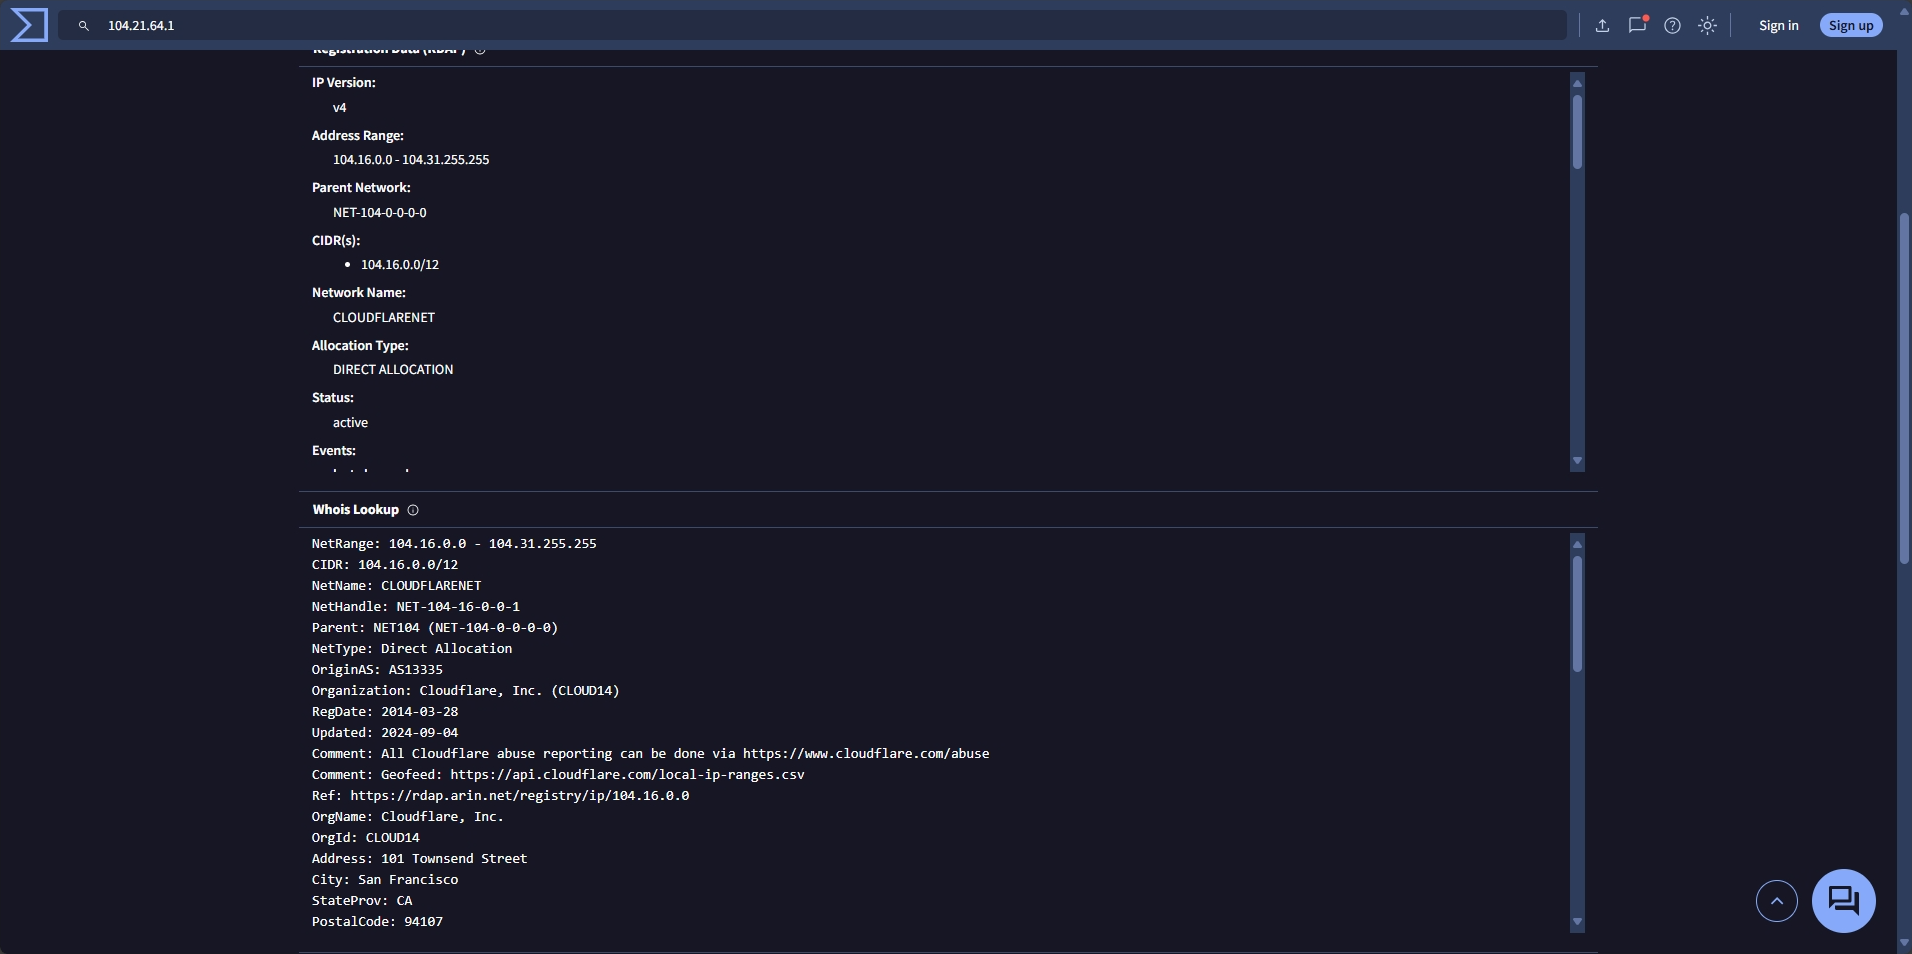 104.21.64.1
Sign in
Sign up
Registration Data (RDAP)
IP Version:
v4
Address Range:
104.16.0.0 - 104.31.255.255
Parent Network:
NET-104-0-0-0-0
CIDR(s):
104.16.0.0/12
Network Name:
CLOUDFLARENET
Allocation Type:
DIRECT ALLOCATION
Status:
active
Events:
Whois Lookup
NetRange: 104.16.0.0 - 104.31.255.255
CIDR: 104.16.0.0/12
NetName: CLOUDFLARENET
NetHandle: NET-104-16-0-0-1
Parent: NET104 (NET-104-0-0-0-0)
NetType: Direct Allocation
OriginAS: AS13335
Organization: Cloudflare, Inc. (CLOUD14)
RegDate: 2014-03-28
Updated: 2024-09-04
Comment: All Cloudflare abuse reporting can be done via https://www.cloudflare.com/abuse
Comment: Geofeed: https://api.cloudflare.com/local-ip-ranges.csv
Ref: https://rdap.arin.net/registry/ip/104.16.0.0
OrgName: Cloudflare, Inc.
OrgId: CLOUD14
Address: 101 Townsend Street
City: San Francisco
StateProv: CA
PostalCode: 94107